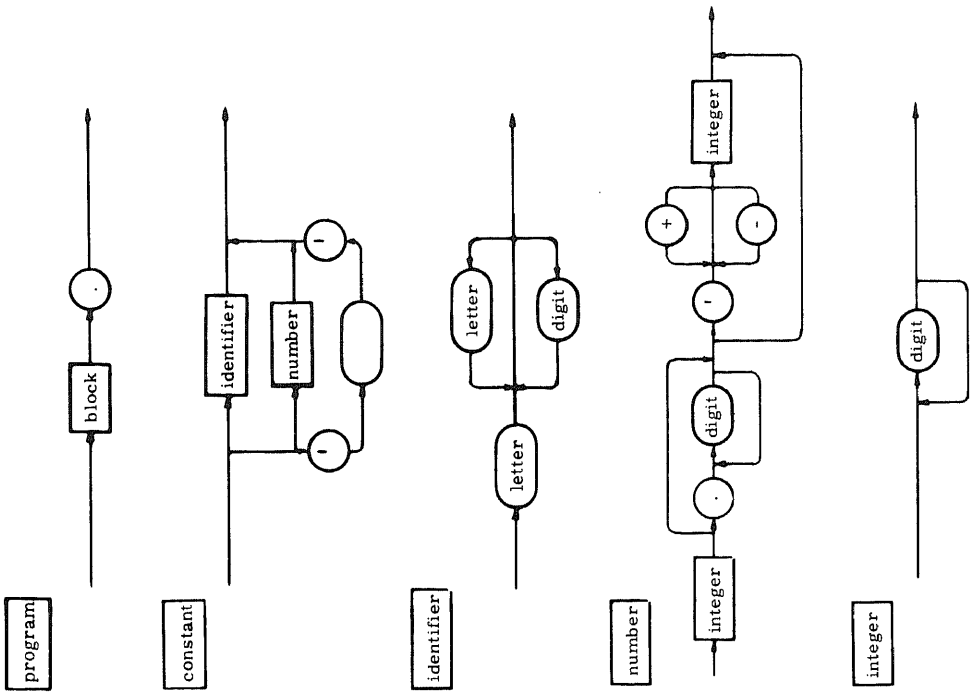 program
block .
constant
identifier
number
' '
identifier
letter letter
digit
number
integer . digit ' + integer
-
integer
digit